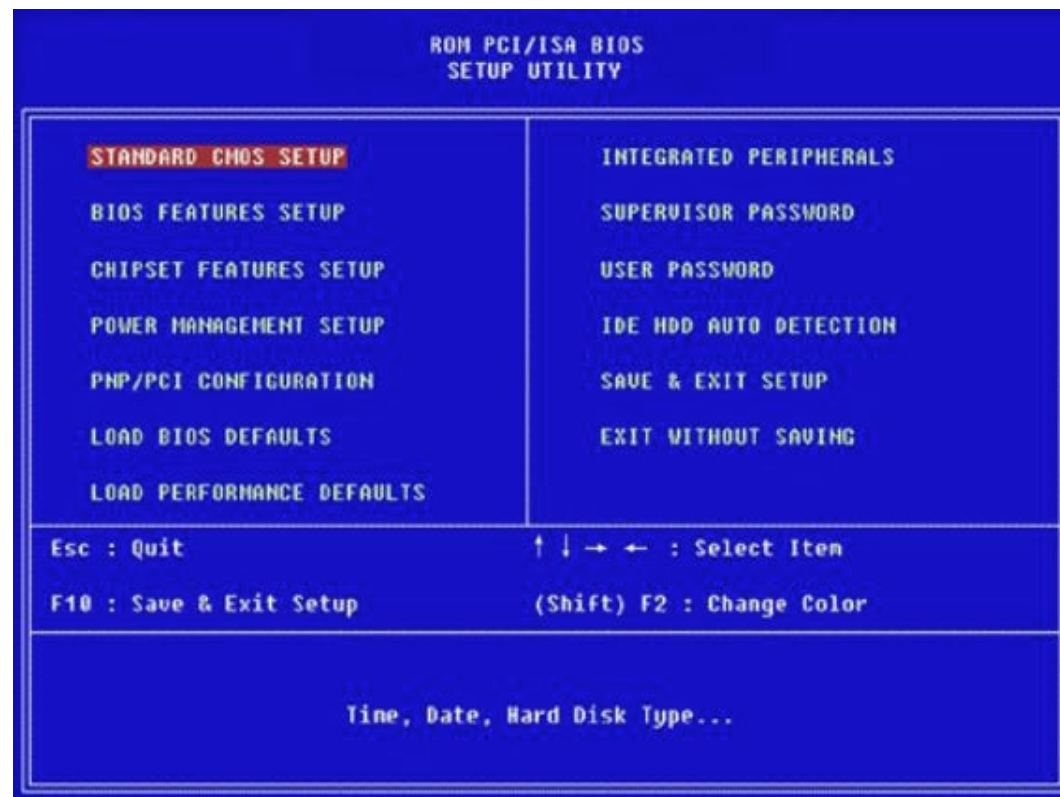 ROM PCI/ISA BIOS
SETUP UTILITY
STANDARD CMOS SETUP
BIOS FEATURES SETUP
CHIPSET FEATURES SETUP
POWER MANAGEMENT SETUP
PNP/PCI CONFIGURATION
LOAD BIOS DEFAULTS
LOAD PERFORMANCE DEFAULTS
INTEGRATED PERIPHERALS
SUPERVISOR PASSWORD
USER PASSWORD
IDE HDD AUTO DETECTION
SAVE & EXIT SETUP
EXIT WITHOUT SAVING
Esc : Quit
↑ ↓ → ← : Select Item
F10 : Save & Exit Setup
(Shift) F2 : Change Color
Time, Date, Hard Disk Type...